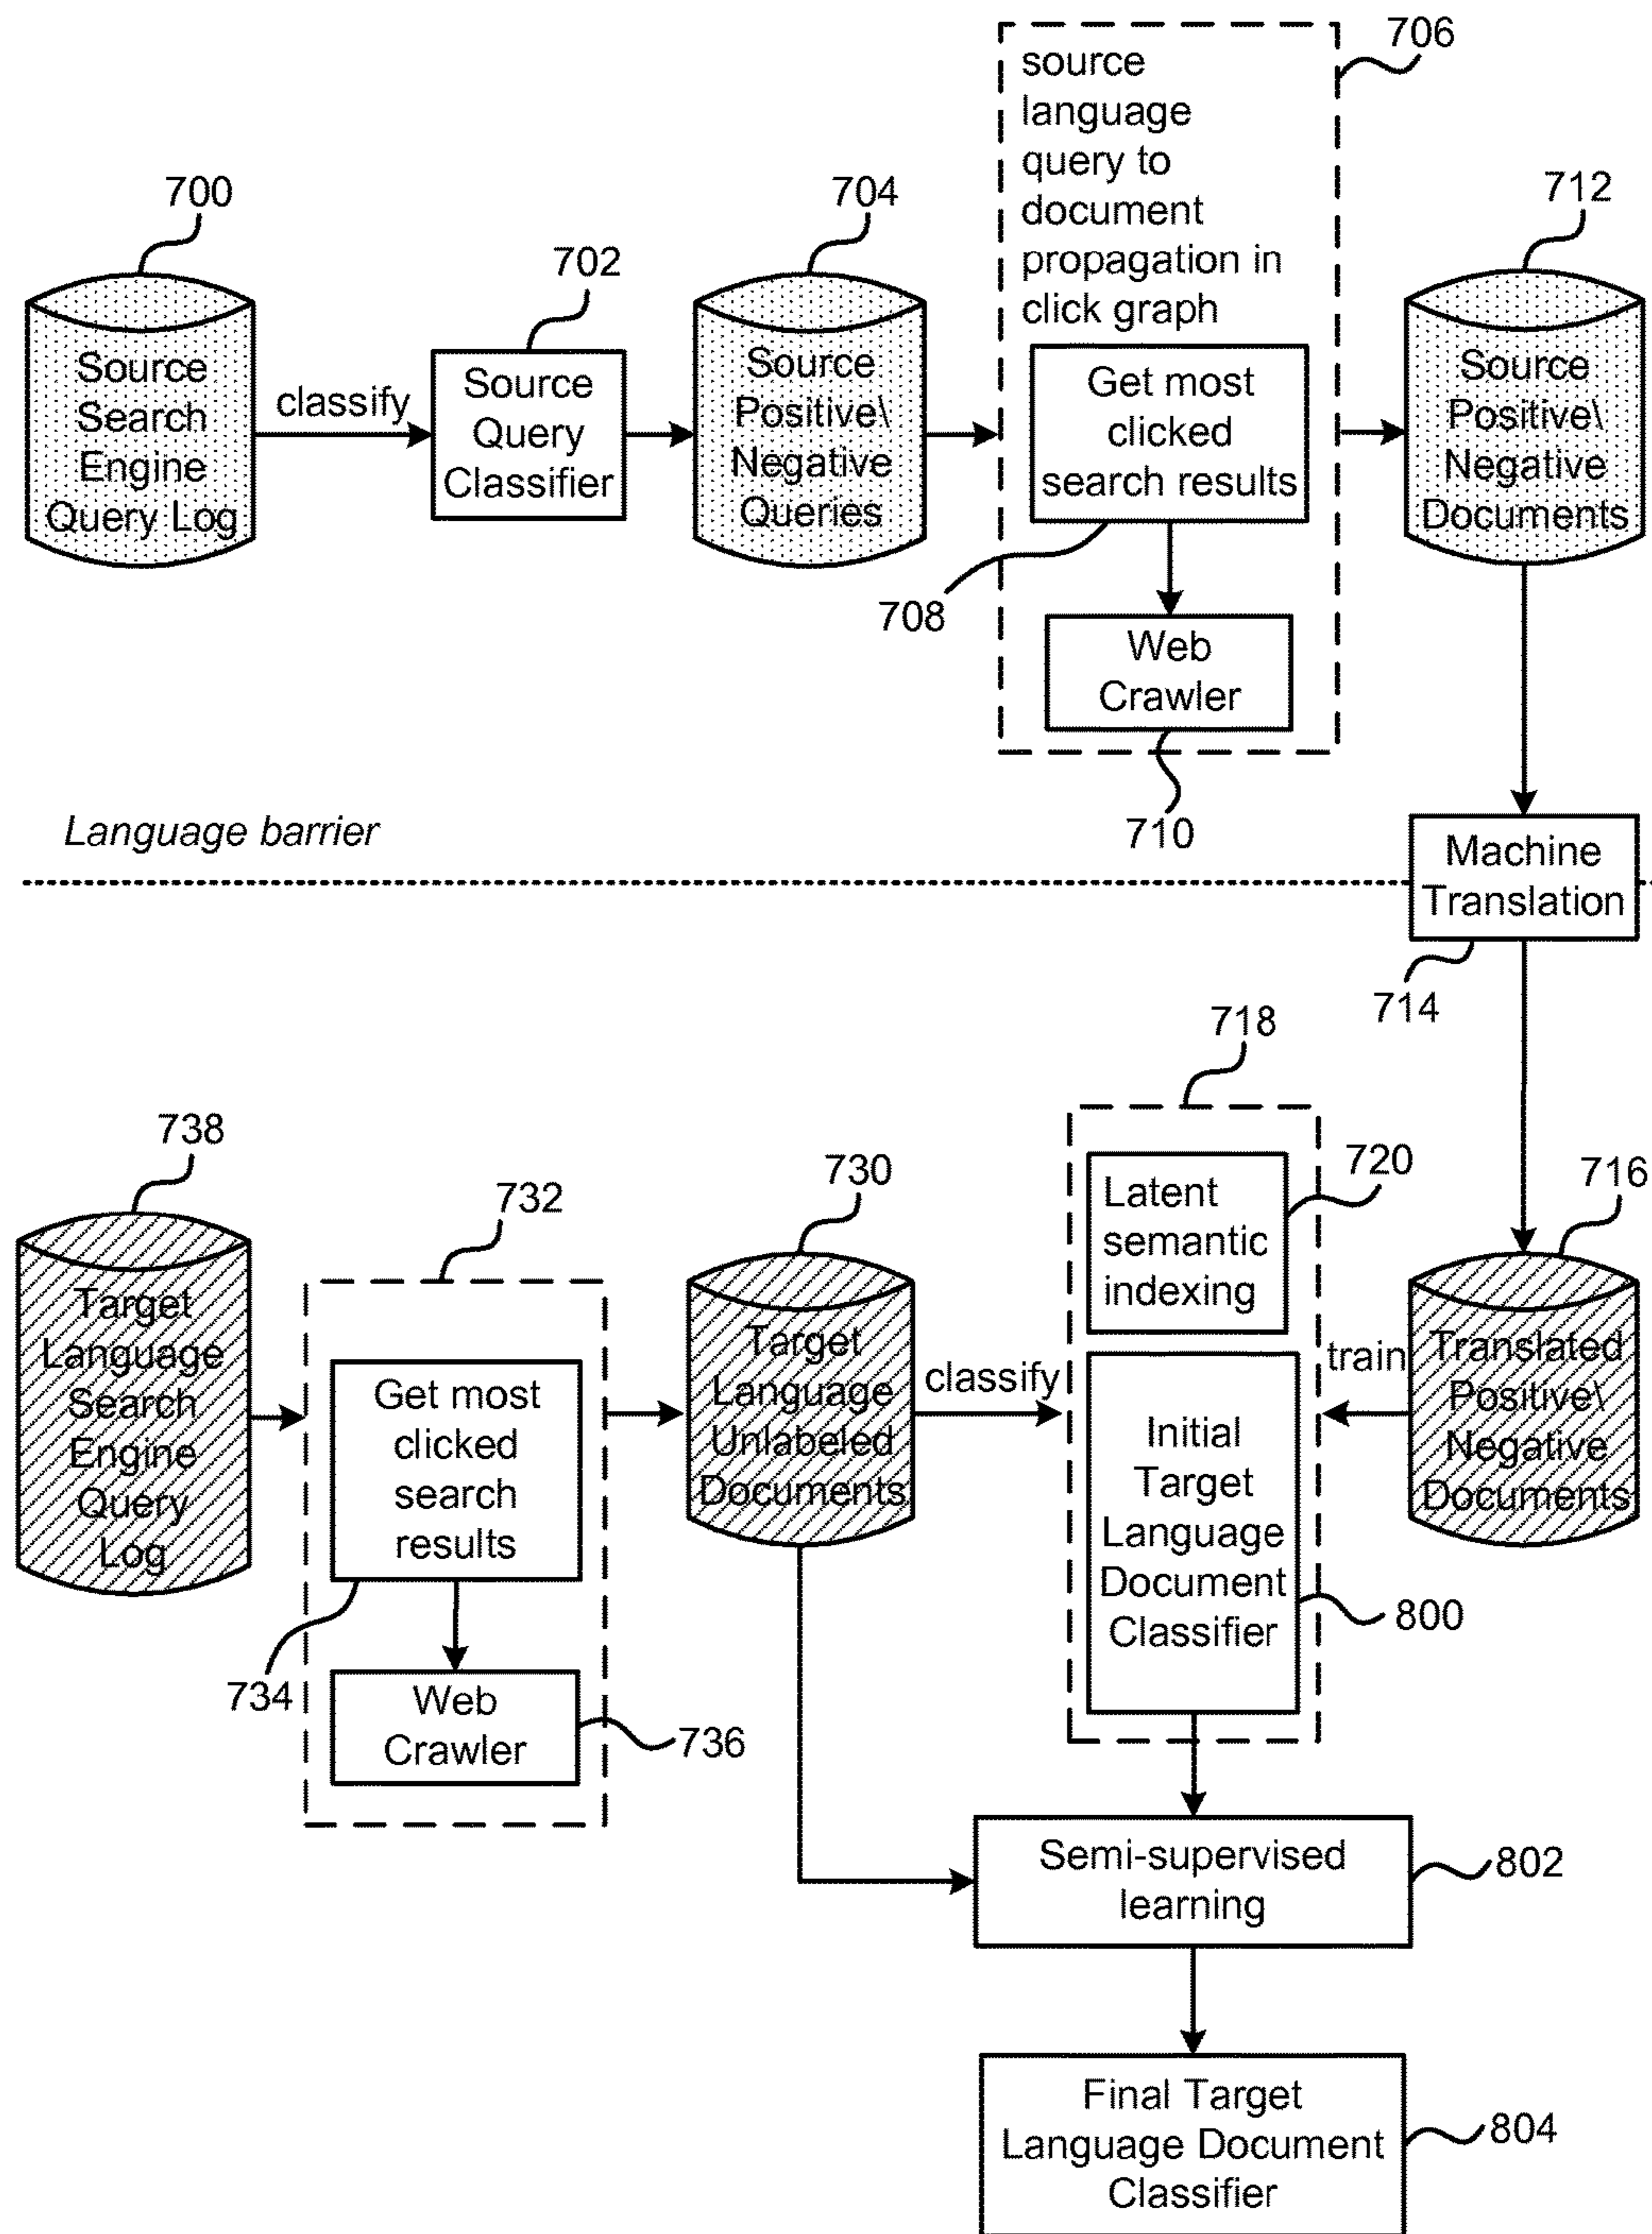 706
source
language
query to
document
propagation in
click graph
700
702
704
712
Source
Search
Engine
Query Log
classify
Source
Query
Classifier
Source
Positive\
Negative
Queries
Get most
clicked
search results
Source
Positive\
Negative
Documents
708
Web
Crawler
710
Language barrier
Machine
Translation
714
718
738
732
730
720
716
Target
Language
Search
Engine
Query
Log
Get most
clicked
search
results
Target
Language
Unlabeled
Documents
classify
Latent
semantic
indexing
train
Translated
Positive\
Negative
Documents
Initial
Target
Language
Document
Classifier
800
734
Web
Crawler
736
Semi-supervised
learning
802
Final Target
Language Document
Classifier
804